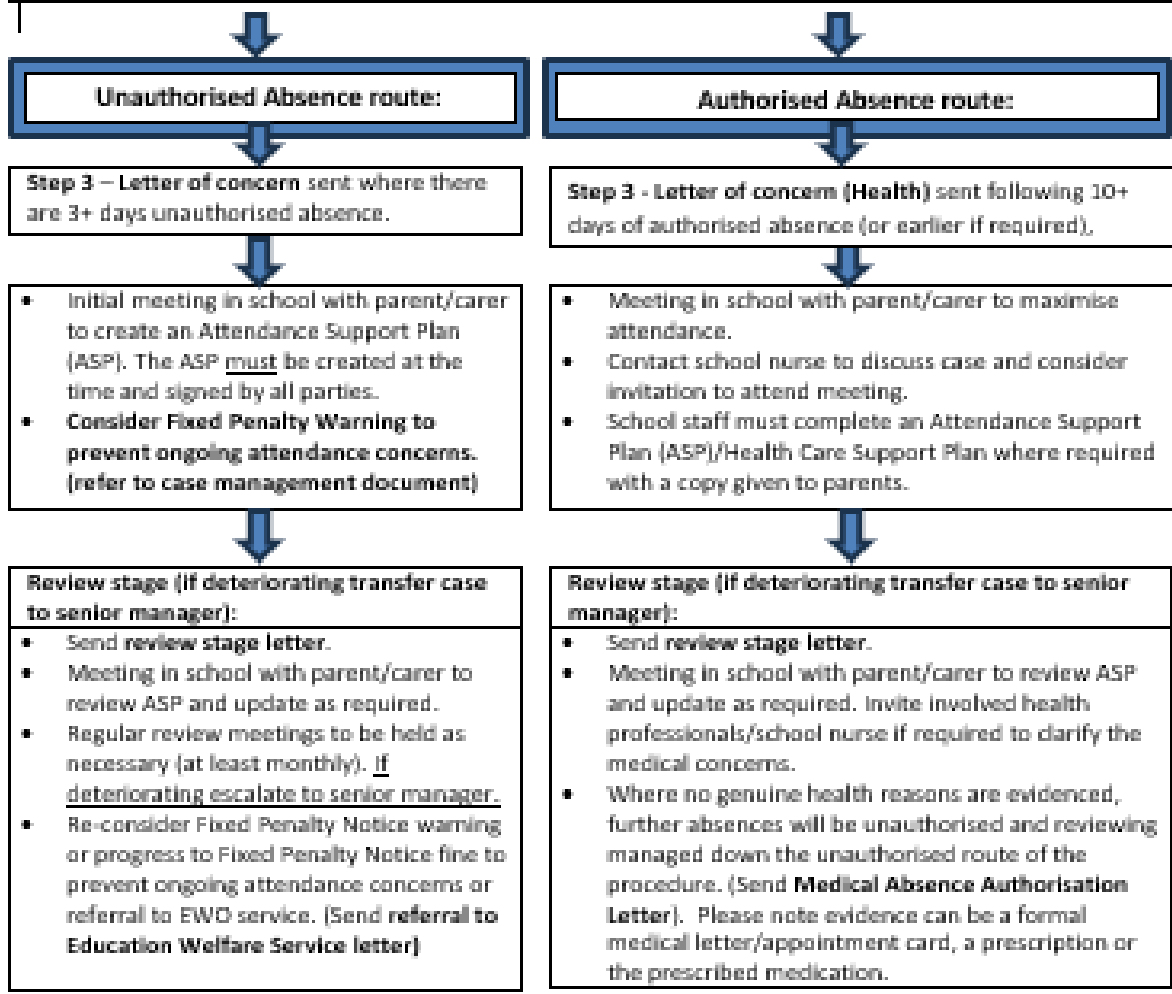 Unauthorised Absence route:
Step 3 – Letter of concern sent where there
are 3+ days unauthorised absence.
• Initial meeting in school with parent/carer
to create an Attendance Support Plan
(ASP). The ASP must be created at the
time and signed by all parties.
• Consider Fixed Penalty Warning to
prevent ongoing attendance concerns.
(refer to case management document)
Review stage (if deteriorating transfer case
to senior manager):
• Send review stage letter.
• Meeting in school with parent/carer to
review ASP and update as required.
• Regular review meetings to be held as
necessary (at least monthly). If
deteriorating escalate to senior manager.
• Re-consider Fixed Penalty Notice warning
or progress to Fixed Penalty Notice fine to
prevent ongoing attendance concerns or
referral to EWO service. (Send referral to
Education Welfare Service letter)
Authorised Absence route:
Step 3 - Letter of concern (Health) sent following 10+
days of authorised absence (or earlier if required),
• Meeting in school with parent/carer to maximise
attendance.
• Contact school nurse to discuss case and consider
invitation to attend meeting.
• School staff must complete an Attendance Support
Plan (ASP)/Health Care Support Plan where required
with a copy given to parents.
Review stage (if deteriorating transfer case to senior
manager):
• Send review stage letter.
• Meeting in school with parent/carer to review ASP
and update as required. Invite involved health
professionals/school nurse if required to clarify the
medical concerns.
• Where no genuine health reasons are evidenced,
further absences will be unauthorised and reviewing
managed down the unauthorised route of the
procedure. (Send Medical Absence Authorisation
Letter). Please note evidence can be a formal
medical letter/appointment card, a prescription or
the prescribed medication.